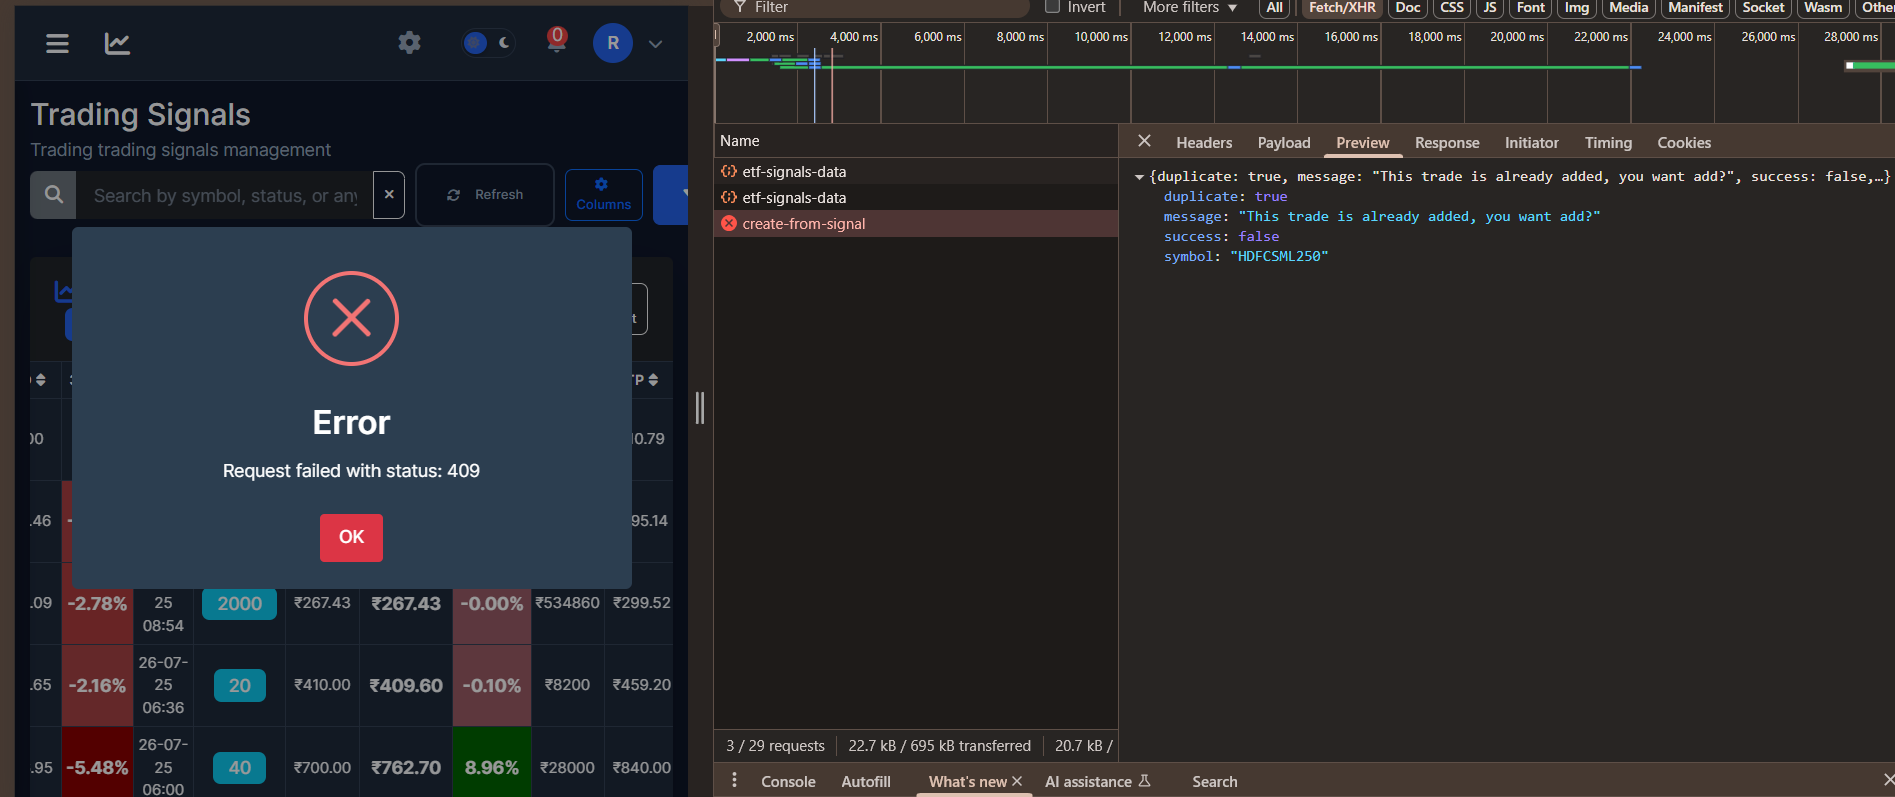 0
R
Trading Signals
Trading trading signals management
Search by symbol, status, or any
×
Refresh
Columns
Error
Request failed with status: 409
OK
TP
00
0.79
.46
95.14
.09
-2.78%
25
08:54
2000
₹267.43
₹267.43
-0.00%
₹534860
₹299.52
.65
-2.16%
26-07-
25
06:36
20
₹410.00
₹409.60
-0.10%
₹8200
₹459.20
.95
-5.48%
26-07-
25
06:00
40
₹700.00
₹762.70
8.96%
₹28000
₹840.00
Filter
Invert
More filters
All
Fetch/XHR
Doc
CSS
JS
Font
Img
Media
Manifest
Socket
Wasm
Other
2,000 ms
4,000 ms
6,000 ms
8,000 ms
10,000 ms
12,000 ms
14,000 ms
16,000 ms
18,000 ms
20,000 ms
22,000 ms
24,000 ms
26,000 ms
28,000 ms
Name
etf-signals-data
etf-signals-data
create-from-signal
Headers
Payload
Preview
Response
Initiator
Timing
Cookies
{duplicate: true, message: "This trade is already added, you want add?", success: false,…}
duplicate: true
message: "This trade is already added, you want add?"
success: false
symbol: "HDFCSML250"
3 / 29 requests
22.7 kB / 695 kB transferred
20.7 kB /
Console
Autofill
What's new
AI assistance
Search